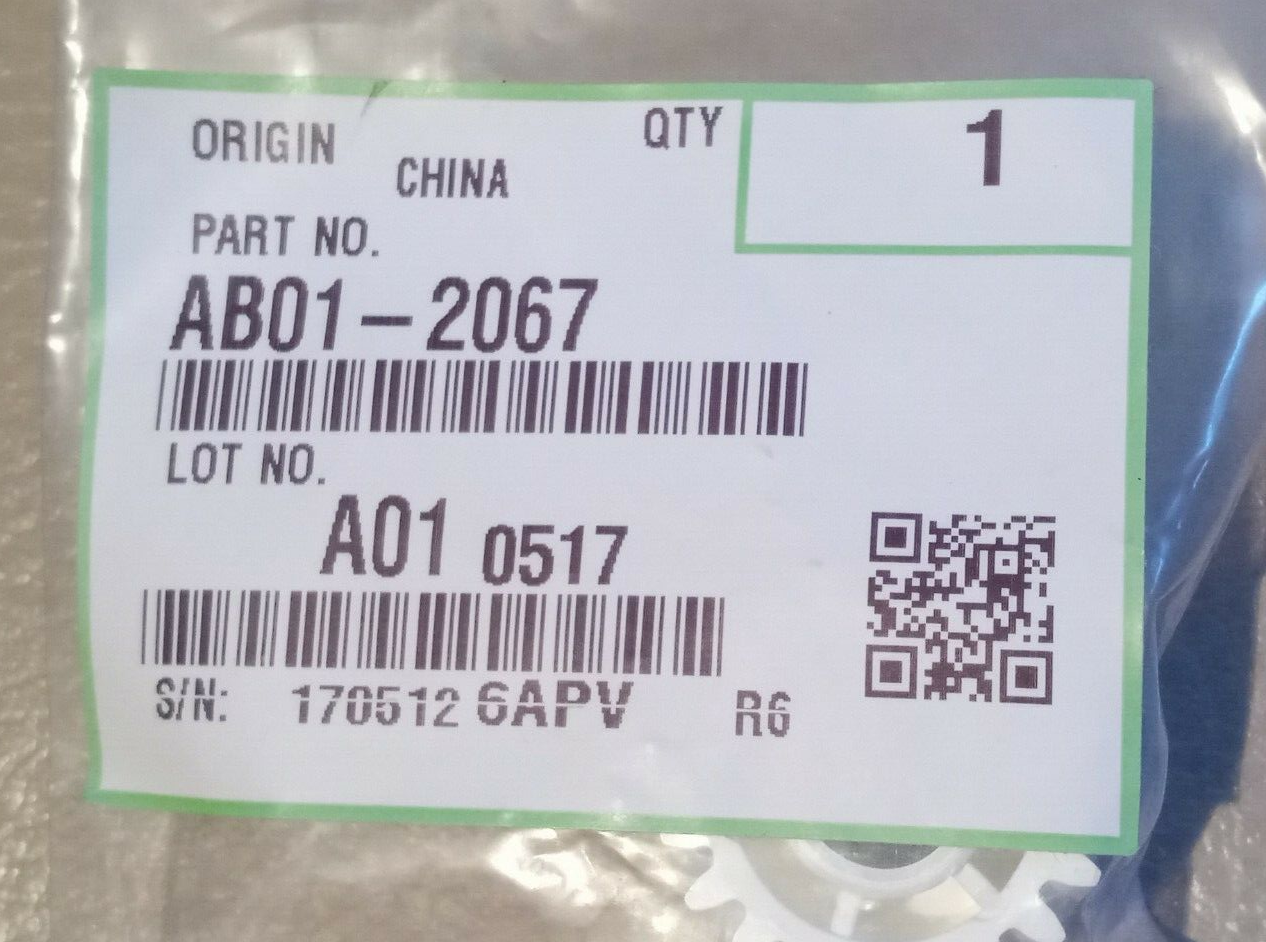 ORIGIN CHINA QTY 1
PART NO.
AB01-2067
LOT NO.
A01 0517
S/N: 170512 6APV R6